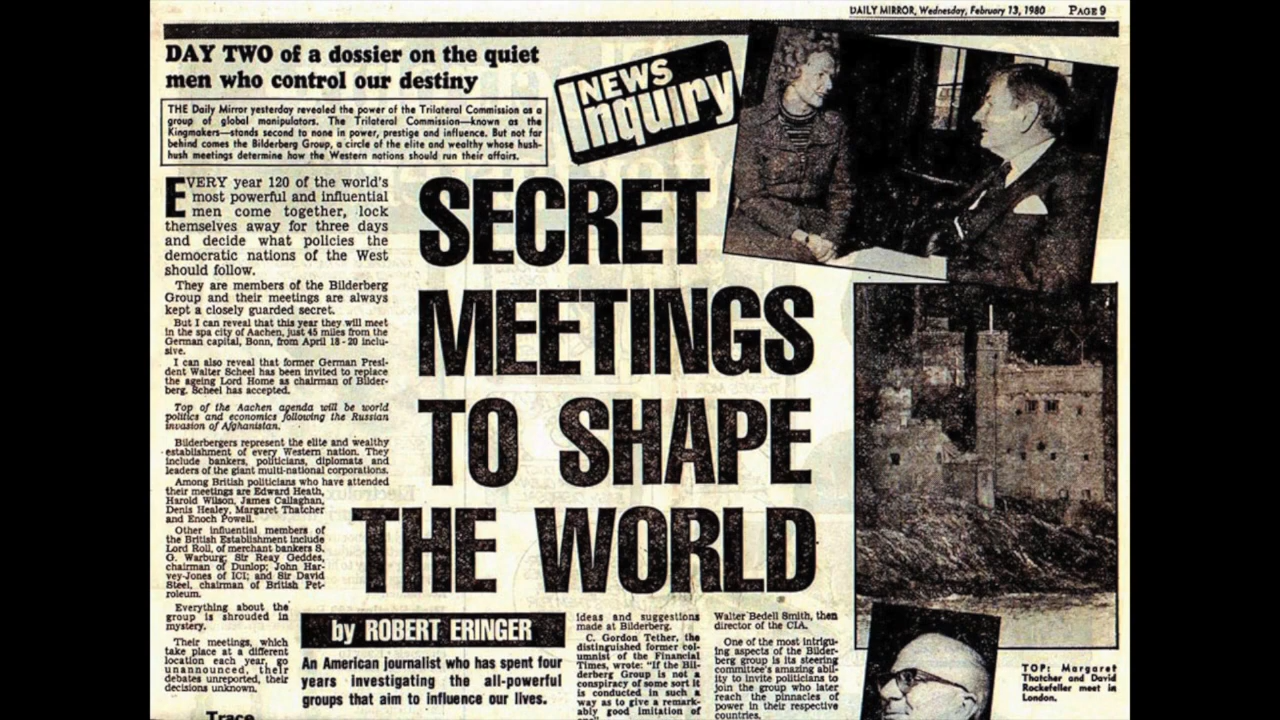 DAILY MIRROR, Wednesday, February 13, 1980 PAGE 9
DAY TWO of a dossier on the quiet
men who control our destiny
NEWS
Inquiry
THE Daily Mirror yesterday revealed the power of the Trilateral Commission as a
group of global manipulators. The Trilateral Commission—known as the
Kingmakers—stands second to none in power, prestige and influence. But not far
behind comes the Bilderberg Group, a circle of the elite and wealthy whose hush-
hush meetings determine how the Western nations should run their affairs.
SECRET
MEETINGS
TO SHAPE
THE WORLD
EVERY year 120 of the world's
most powerful and influential
men come together, lock
themselves away for three days
and decide what policies the
democratic nations of the West
should follow.
They are members of the Bilderberg
Group and their meetings are always
kept a closely guarded secret.
But I can reveal that this year they will meet
in the spa city of Aachen, just 45 miles from the
German capital, Bonn, from April 18-20 inclu-
sive.
I can also reveal that former German Presi-
dent Walter Scheel has been invited to replace
the ageing Lord Home as chairman of Bilder-
berg. Scheel has accepted.
Top of the Aachen agenda will be world
politics and economics following the Russian
invasion of Afghanistan.
Bilderbergers represent the elite and wealthy
establishment of every Western nation. They
include bankers, politicians, diplomats and
leaders of the giant multi-national corporations.
Among British politicians who have attended
their meetings are Edward Heath,
Harold Wilson, James Callaghan,
Denis Healey, Margaret Thatcher
and Enoch Powell.
Other influential members of
the British Establishment include
Lord Roll, of merchant bankers S.
G. Warburg; Sir Reay Geddes,
chairman of Dunlop; John Har-
vey-Jones of ICI; and Sir David
Steel, chairman of British Pet-
roleum.
Everything about the
group is shrouded in
mystery.
Their meetings, which
take place at a different
location each year, go
unannounced, their
debates unreported, their
decisions unknown.
Trace
by ROBERT ERINGER
An American journalist who has spent four
years investigating the all-powerful
groups that aim to influence our lives.
ideas and suggestions
made at Bilderberg.
C. Gordon Tether, the
distinguished former col-
umnist of the Financial
Times, wrote: "If the Bil-
derberg Group is not a
conspiracy of some sort it
is conducted in such a
way as to give a remark-
ably good imitation of
Walter Bedell Smith, then
director of the CIA.
One of the most intrigu-
ing aspects of the Bilder-
berg group is its steering
committee's amazing abil-
ity to invite politicians to
join the group who later
reach the pinnacles of
power in their respective
countries.
TOP: Margaret
Thatcher and David
Rockefeller meet in
London.